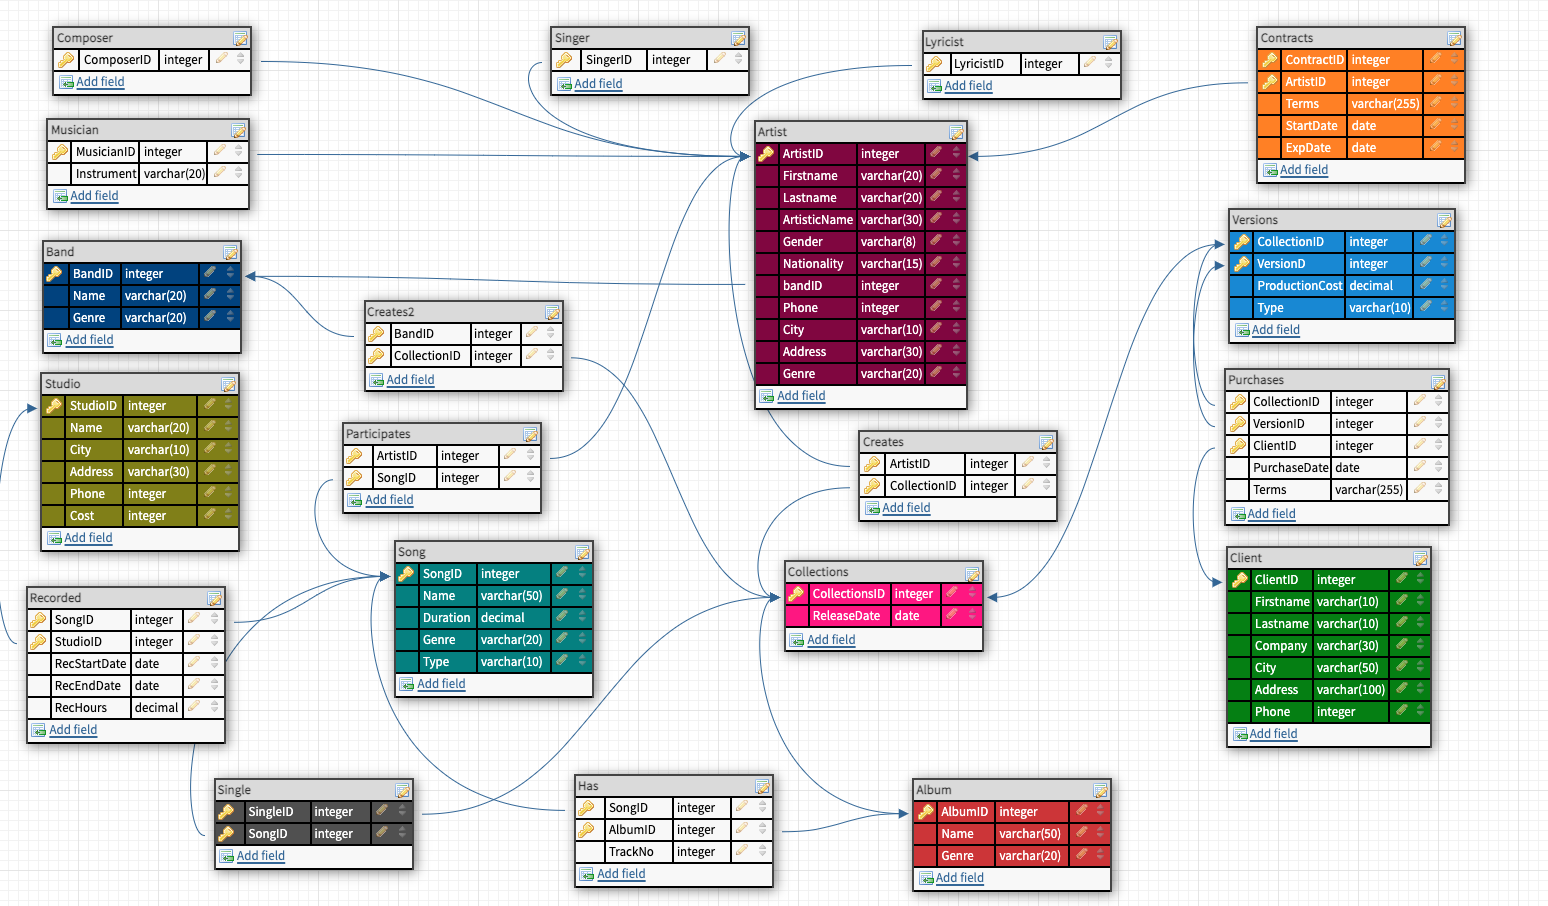 Composer
ComposerID integer
Add field
Singer
SingerID integer
Add field
Lyricist
LyricistID integer
Add field
Contracts
ContractID integer
ArtistID integer
Terms varchar(255)
StartDate date
ExpDate date
Add field
Musician
MusicianID integer
Instrument varchar(20)
Add field
Artist
ArtistID integer
Firstname varchar(20)
Lastname varchar(20)
ArtisticName varchar(30)
Gender varchar(8)
Nationality varchar(15)
bandID integer
Phone integer
City varchar(10)
Address varchar(30)
Genre varchar(20)
Add field
Versions
CollectionID integer
VersionD integer
ProductionCost decimal
Type varchar(10)
Add field
Band
BandID integer
Name varchar(20)
Genre varchar(20)
Add field
Creates2
BandID integer
CollectionID integer
Add field
Studio
StudioID integer
Name varchar(20)
City varchar(10)
Address varchar(30)
Phone integer
Cost integer
Add field
Participates
ArtistID integer
SongID integer
Add field
Creates
ArtistID integer
CollectionID integer
Add field
Purchases
CollectionID integer
VersionID integer
ClientID integer
PurchaseDate date
Terms varchar(255)
Add field
Song
SongID integer
Name varchar(50)
Duration decimal
Genre varchar(20)
Type varchar(10)
Add field
Collections
CollectionsID integer
ReleaseDate date
Add field
Client
ClientID integer
Firstname varchar(10)
Lastname varchar(10)
Company varchar(30)
City varchar(50)
Address varchar(100)
Phone integer
Add field
Recorded
SongID integer
StudioID integer
RecStartDate date
RecEndDate date
RecHours decimal
Add field
Single
SingleID integer
SongID integer
Add field
Has
SongID integer
AlbumID integer
TrackNo integer
Add field
Album
AlbumID integer
Name varchar(50)
Genre varchar(20)
Add field